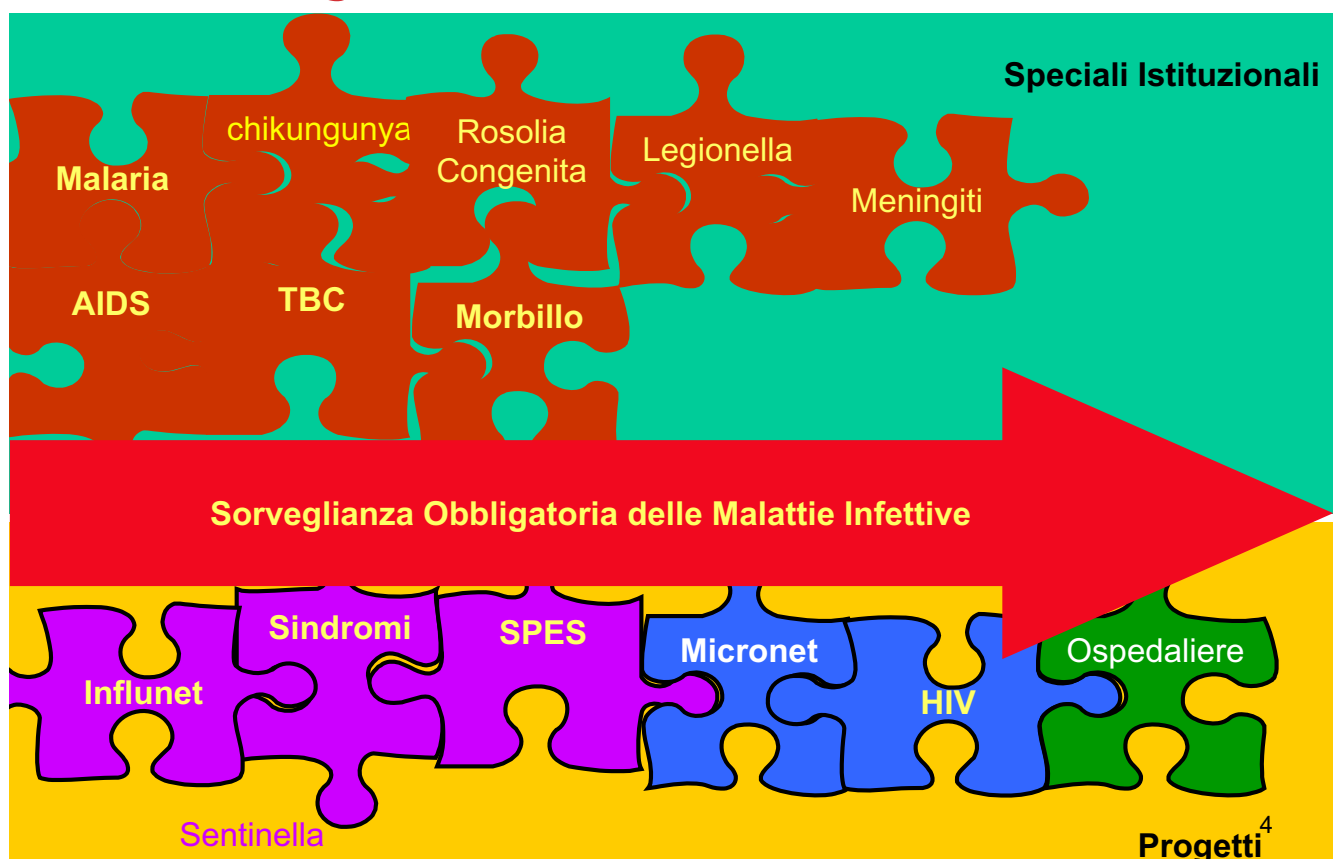 Speciali Istituzionali
chikungunya
Rosolia
Congenita
Legionella
Malaria
Meningiti
AIDS
TBC
Morbillo
Sorveglianza Obbligatoria delle Malattie Infettive
Sindromi
SPES
Micronet
Ospedaliere
Influnet
HIV
Sentinella
Progetti
4